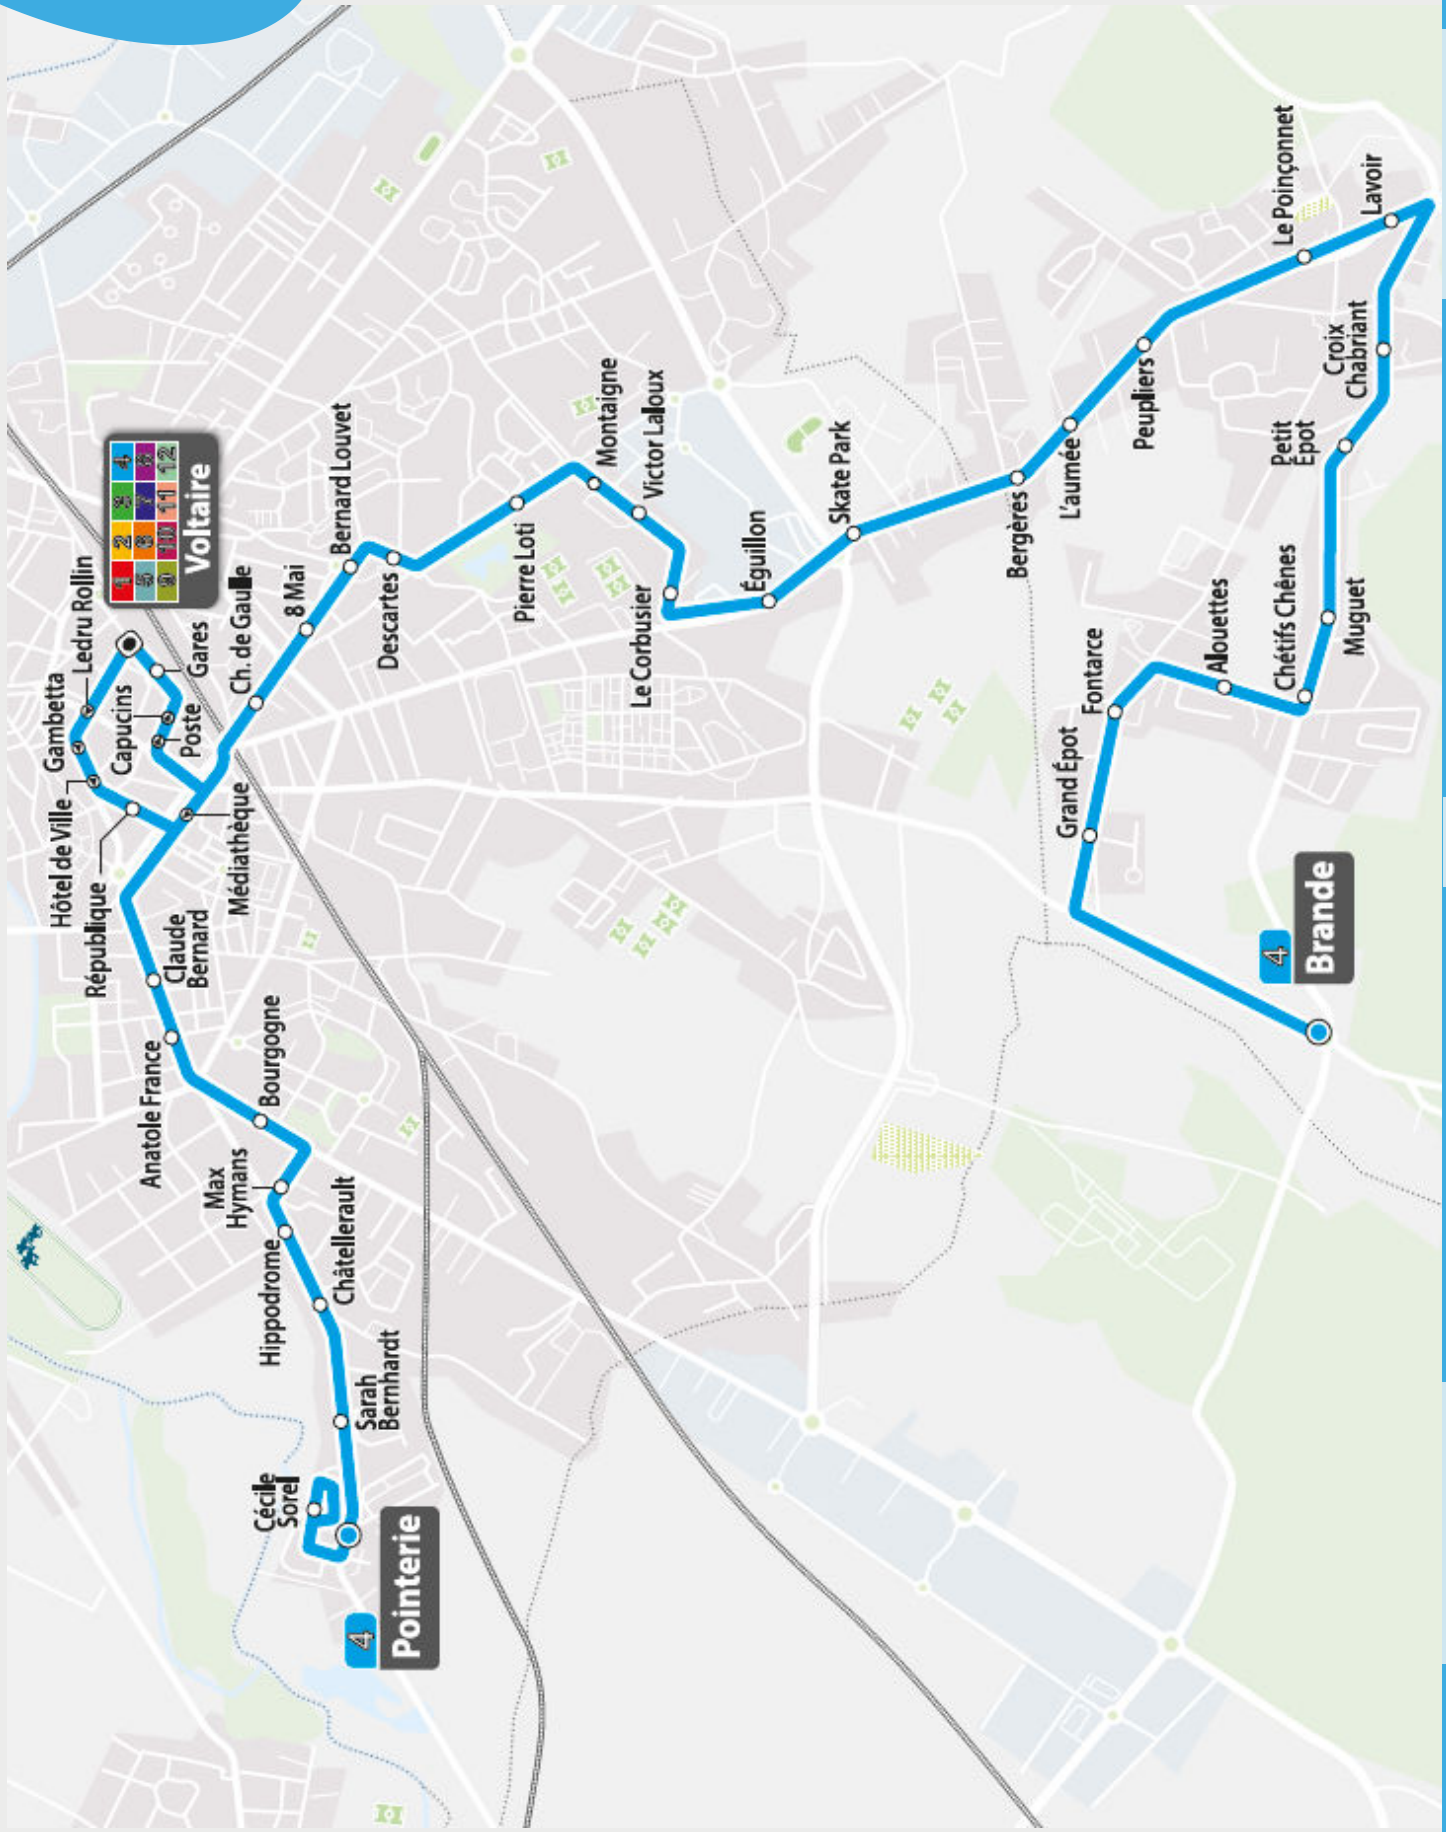 4
Pointerie
Cécile
Sorel
Sarah
Bernhardt
Châtellerault
Hippodrome
Max
Hymans
Bourgogne
Anatole France
Claude
Bernard
République
Hôtel de Ville
Gambetta
Ledru Rollin
1 2 3 4
5 6 7 8
9 10 11 12
Voltaire
Gares
Capucins
Poste
Médiathèque
Ch. de Gaulle
8 Mai
Bernard Louvet
Descartes
Pierre Loti
Montaigne
Victor Laloux
Le Corbusier
Éguillon
Skate Park
Bergères
L'aumée
Peupliers
Le Poinçonnet
Lavoir
Croix
Chabriant
Petit
Epot
Muguet
Chétifs Chênes
Alouettes
Fontarce
Grand Épot
4
Brande